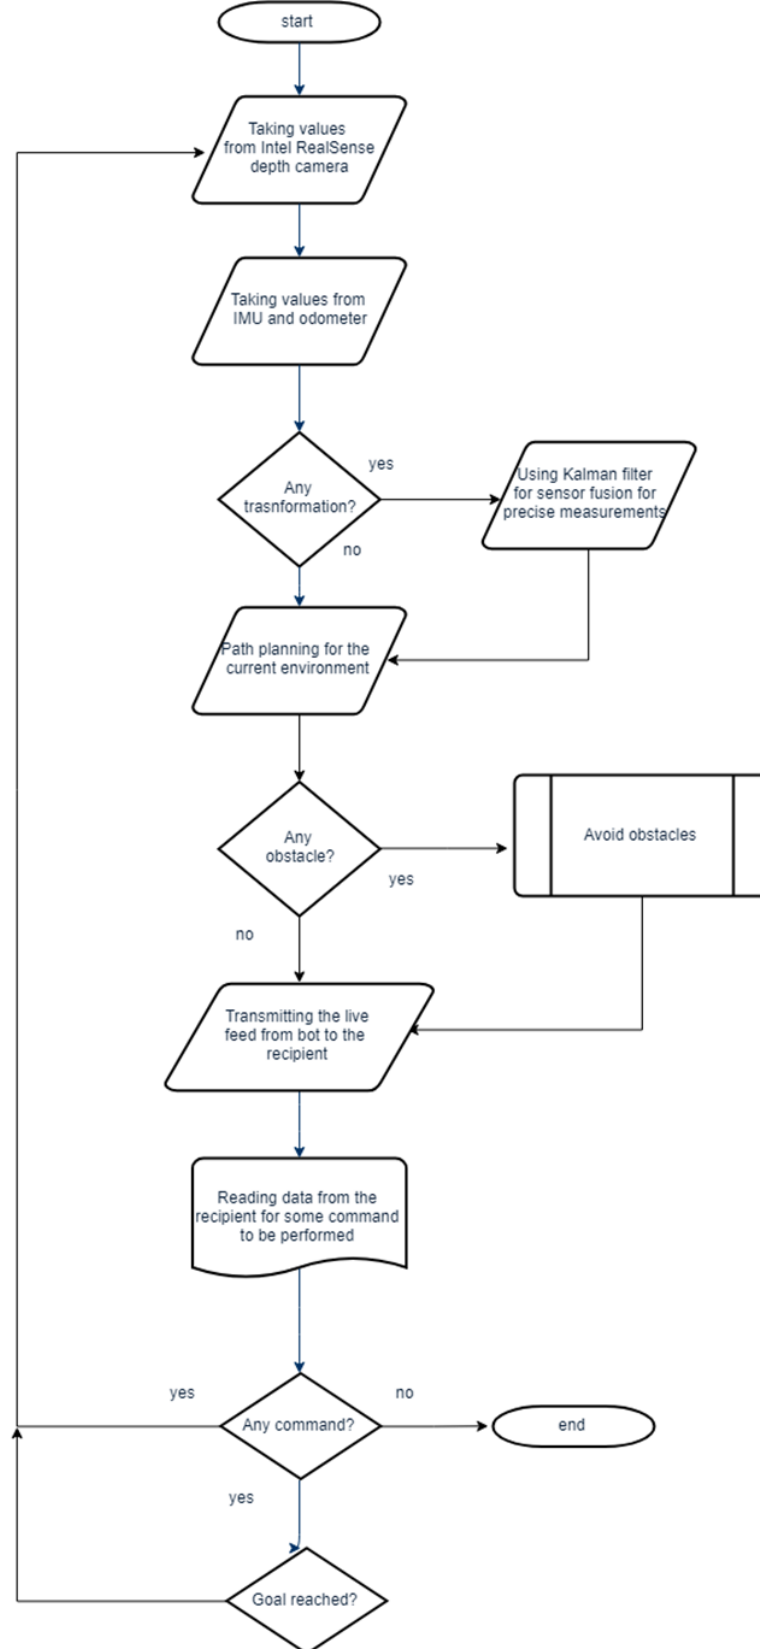 start
Taking values
from Intel RealSense
depth camera
Taking values from
IMU and odometer
Any
trasnformation?
yes
no
Using Kalman filter
for sensor fusion for
precise measurements
Path planning for the
current environment
Any
obstacle?
yes
no
Avoid obstacles
Transmitting the live
feed from bot to the
recipient
Reading data from the
recipient for some command
to be performed
yes
Any command?
no
end
yes
Goal reached?